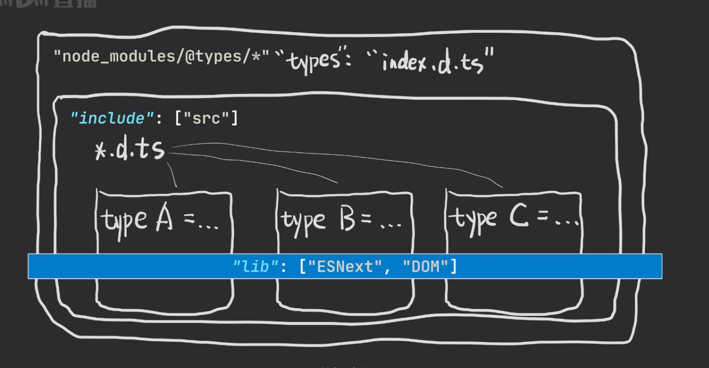 "node_modules/@types/*" "types": "index.d.ts"
"include": ["src"]
*.d.ts
type A =... type B =... type C =...
"lib": ["ESNext", "DOM"]